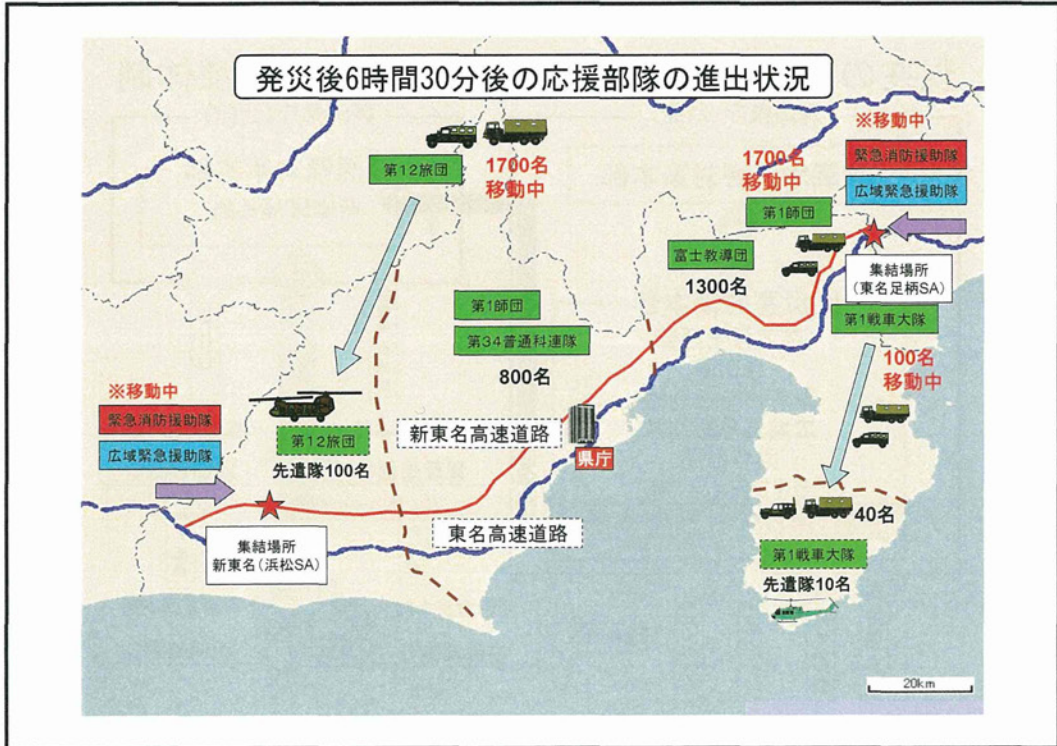 発災後6時間30分後の応援部隊の進出状況
第12旅団
1700名
移動中
1700名
移動中
第1師団
※移動中
緊急消防援助隊
広域緊急援助隊
富士教導団
1300名
集結場所
(東名足柄SA)
第1師団
第34普通科連隊
800名
第1戦車大隊
100名
移動中
※移動中
緊急消防援助隊
広域緊急援助隊
第12旅団
先遣隊100名
新東名高速道路
県庁
集結場所
新東名(浜松SA)
東名高速道路
40名
第1戦車大隊
先遣隊10名
20km